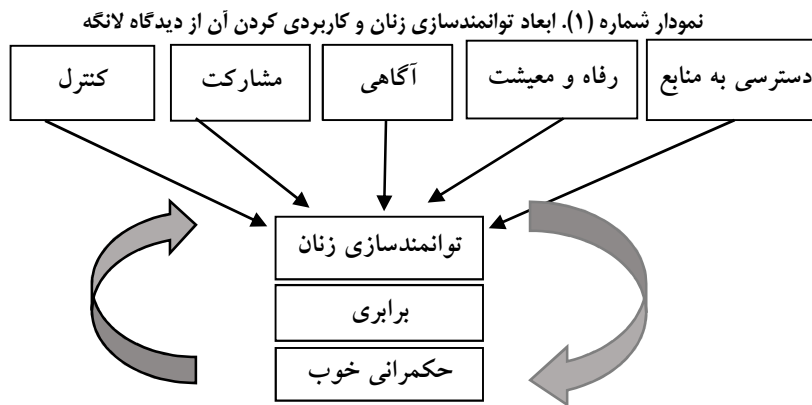 نمودار شماره (۱). ابعاد توانمندسازی زنان و کاربردی کردن آن از دیدگاه لانگه
دسترسی به منابع
رفاه و معیشت
آگاهی
مشارکت
کنترل
توانمندسازی زنان
برابری
حکمرانی خوب